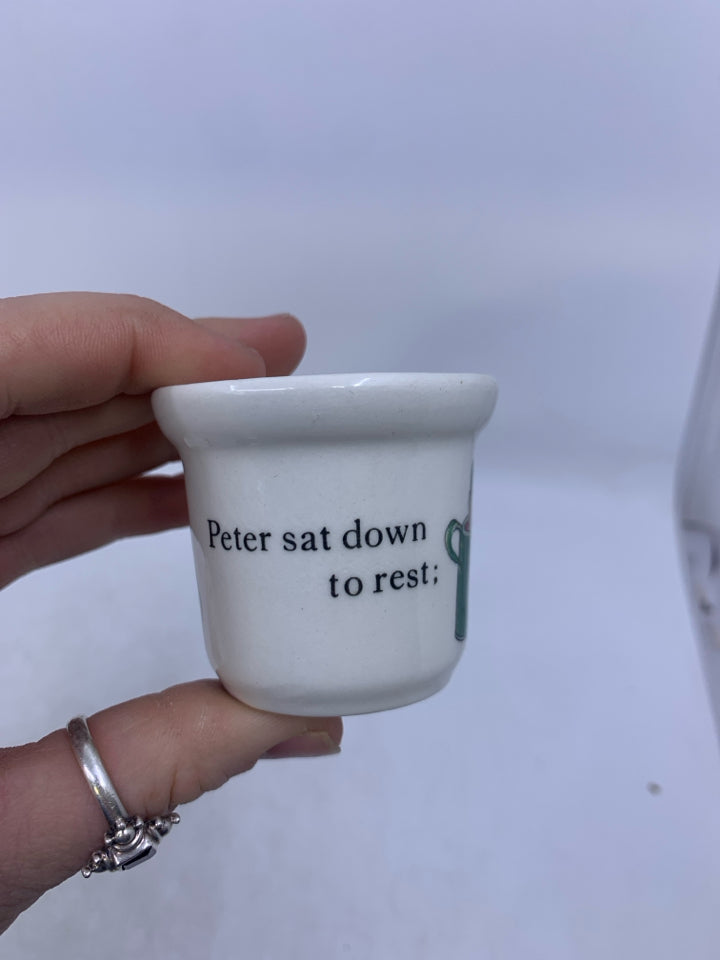 Peter sat down
to rest;